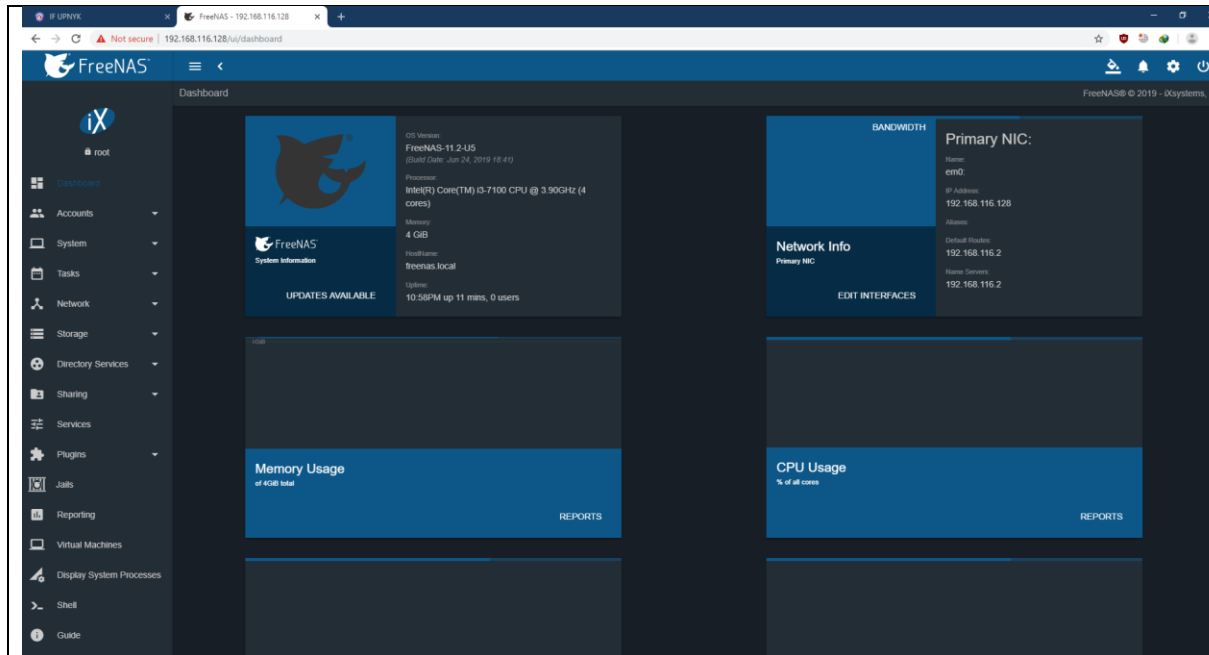 IF UPNYK
FreeNAS - 192.168.116.128
Not secure | 192.168.116.128/ui/dashboard
FreeNAS
Dashboard
FreeNAS® © 2019 - iXsystems,
iX
root
Dashboard
Accounts
System
Tasks
Network
Storage
Directory Services
Sharing
Services
Plugins
Jails
Reporting
Virtual Machines
Display System Processes
Shell
Guide
FreeNAS
System Information
UPDATES AVAILABLE
OS Version:
FreeNAS-11.2-U5
(Build Date: Jun 24, 2019 18:41)
Processor:
Intel(R) Core(TM) i3-7100 CPU @ 3.90GHz (4
cores)
Memory:
4 GiB
HostName:
freenas.local
Uptime:
10:58PM up 11 mins, 0 users
BANDWIDTH
Network Info
Primary NIC
EDIT INTERFACES
Primary NIC:
Name:
em0:
IP Address:
192.168.116.128
Aliases:
Default Routes:
192.168.116.2
Name Servers:
192.168.116.2
Memory Usage
of 4GiB total
REPORTS
CPU Usage
% of all cores
REPORTS